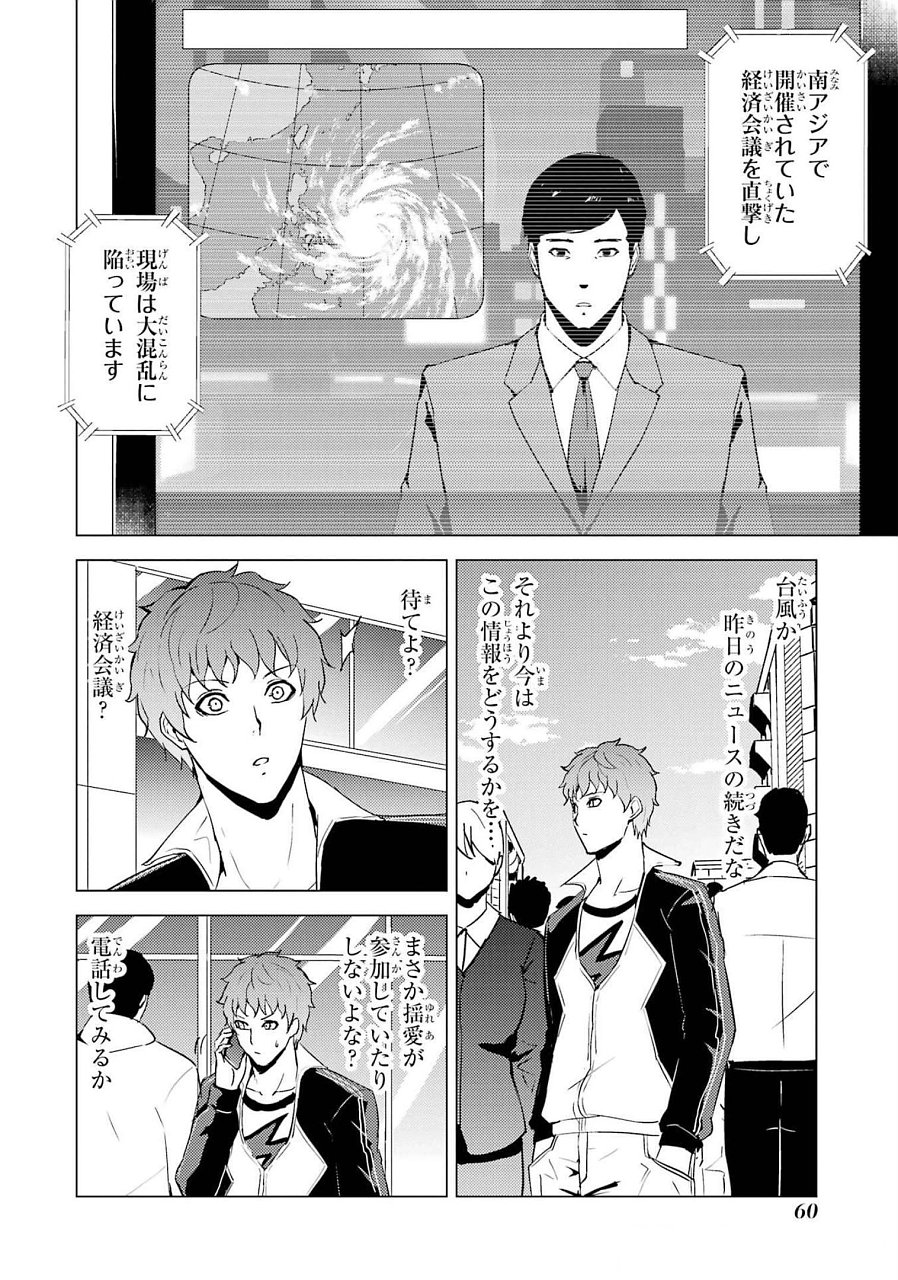 南アジアで
開催されていた
経済会議を直撃し
現場は大混乱に
陥っています
台風か
昨日のニュースの続きだな
それより今は
この情報をどうするかを…
待てよ?
経済会議?
まさか揺愛が
参加していたり
しないよな?
電話してみるか
60